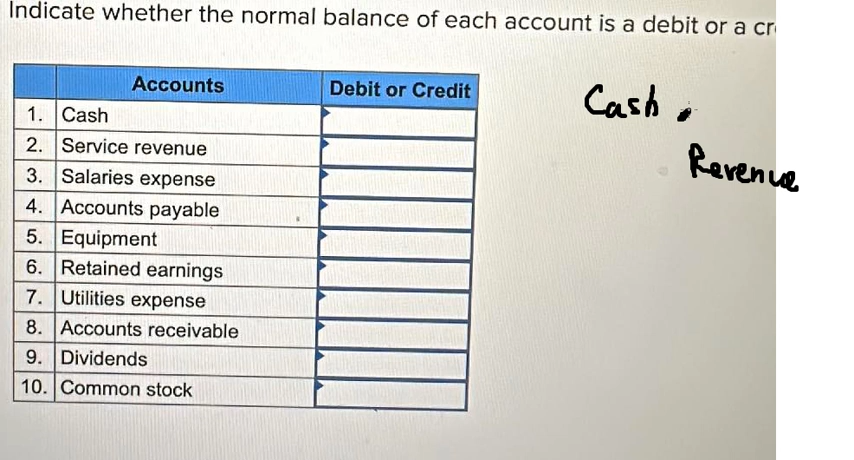 Indicate whether the normal balance of each account is a debit or a cr
Accounts Debit or Credit
1. Cash
2. Service revenue
3. Salaries expense
4. Accounts payable
5. Equipment
6. Retained earnings
7. Utilities expense
8. Accounts receivable
9. Dividends
10. Common stock
Cash
Revenue